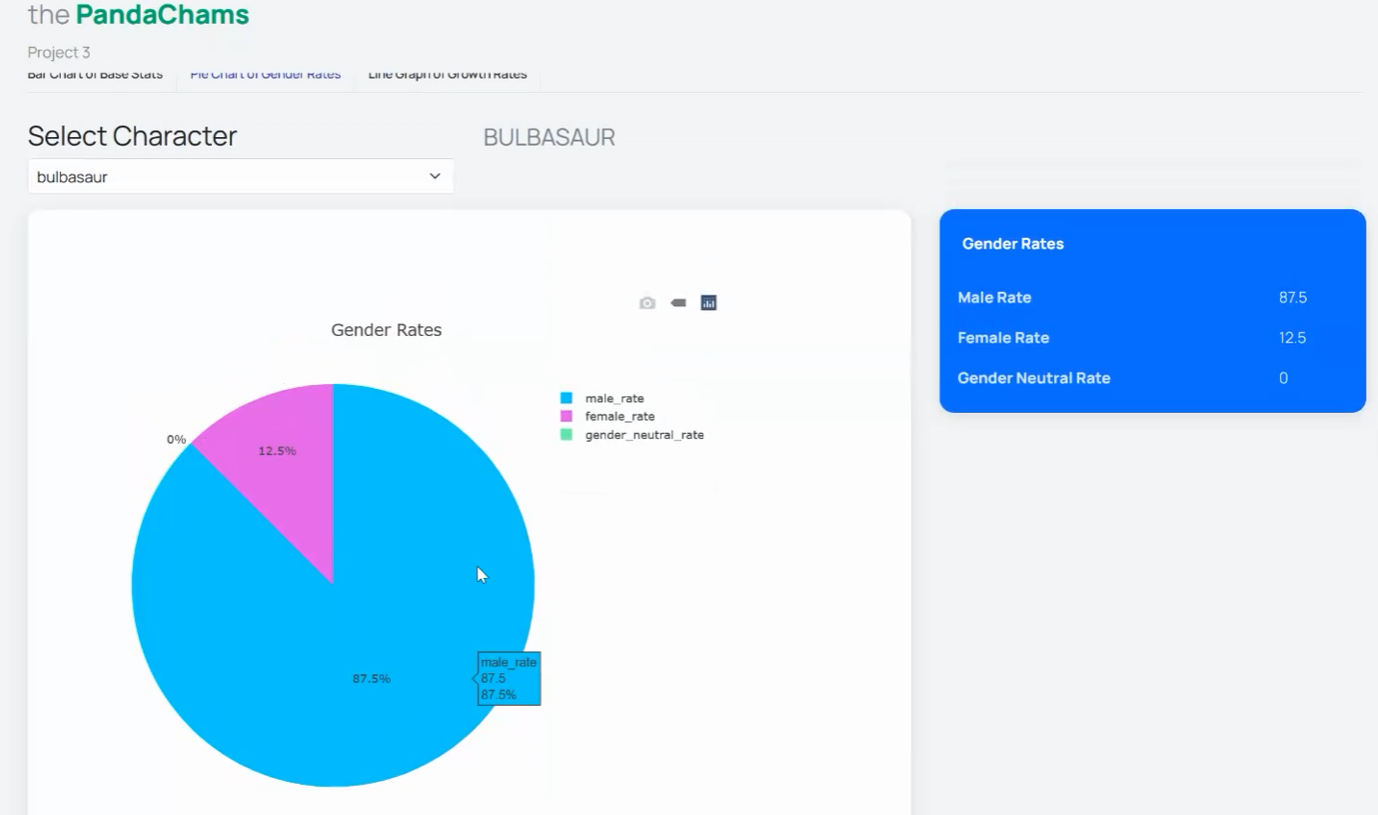 the PandaChams
Project 3
Bar Chart of Base Stats
Pie Chart of Gender Rates
Line Graph of Growth Rates
Select Character
BULBASAUR
bulbasaur
Gender Rates
male_rate
female_rate
gender_neutral_rate
0%
12.5%
87.5%
male_rate
87.5
87.5%
Gender Rates
Male Rate 87.5
Female Rate 12.5
Gender Neutral Rate 0